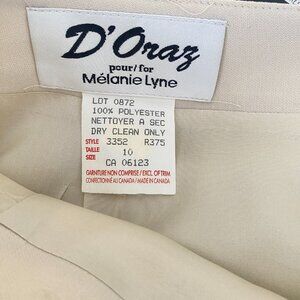 D'Oraz
pour/for
Mélanie Lyne
LOT 0872
100% POLYESTER
NETTOYER A SEC
DRY CLEAN ONLY
STYLE 3352 R375
TAILLE
SIZE 10
CA 06123
GARNITURE NON COMPRISE / EXCL. OF TRIM
CONFECTIONNÉ AU CANADA / MADE IN CANADA